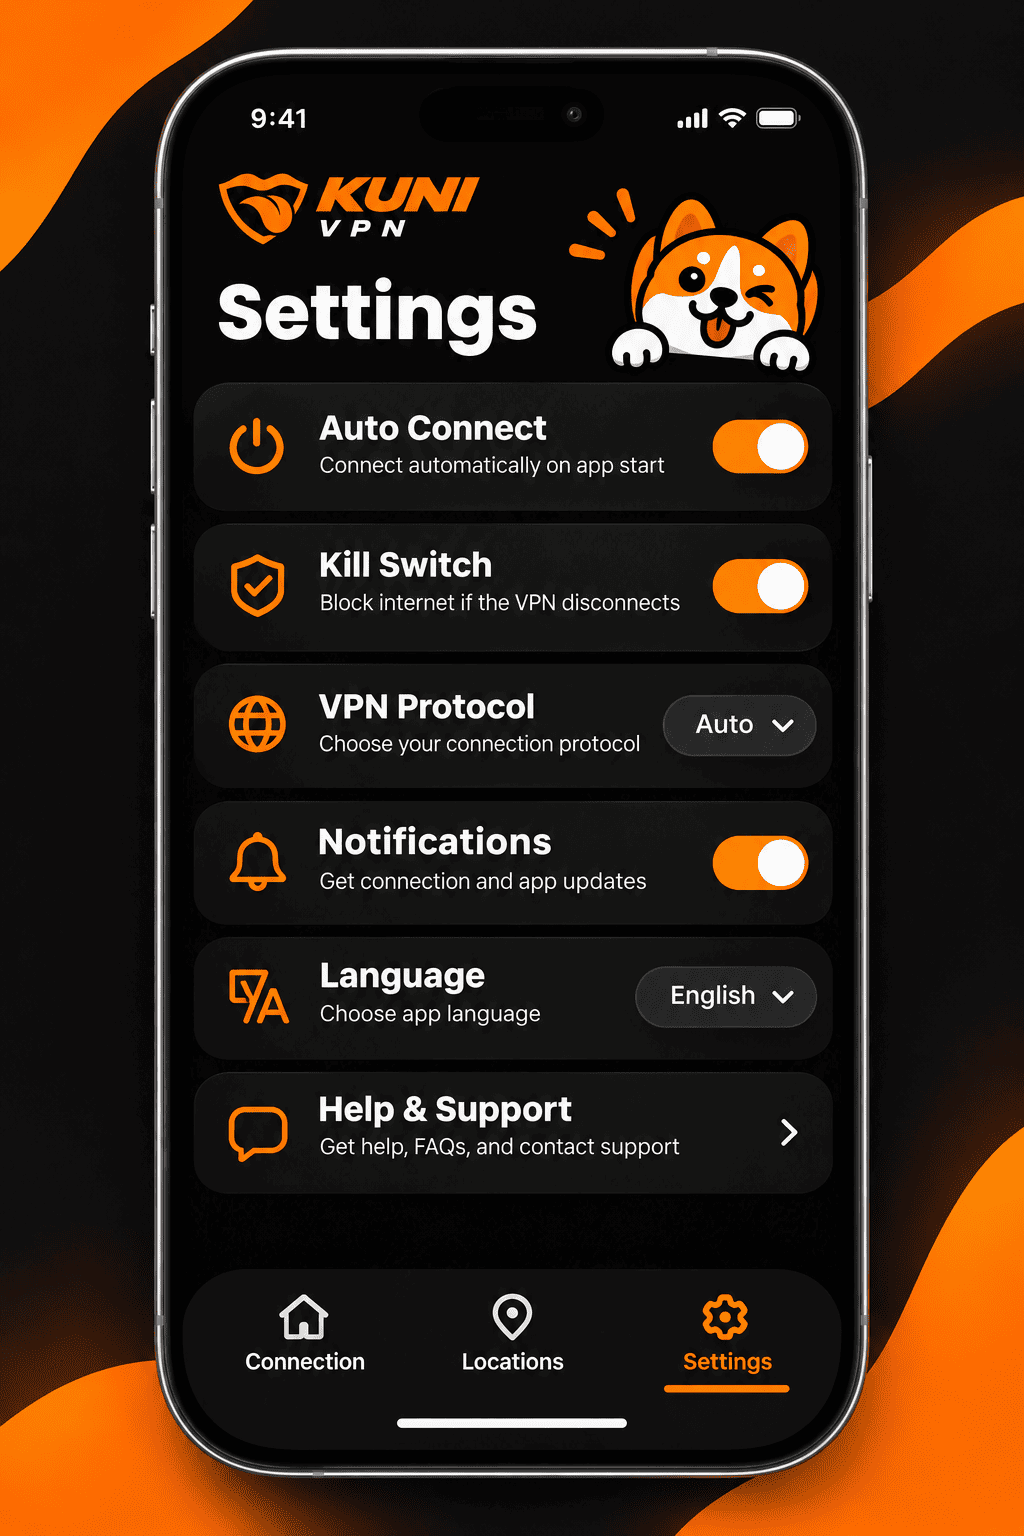 9:41
KUNI
VPN
Settings
Auto Connect
Connect automatically on app start
Kill Switch
Block internet if the VPN disconnects
VPN Protocol
Choose your connection protocol
Auto
Notifications
Get connection and app updates
Language
Choose app language
English
Help & Support
Get help, FAQs, and contact support
Connection
Locations
Settings